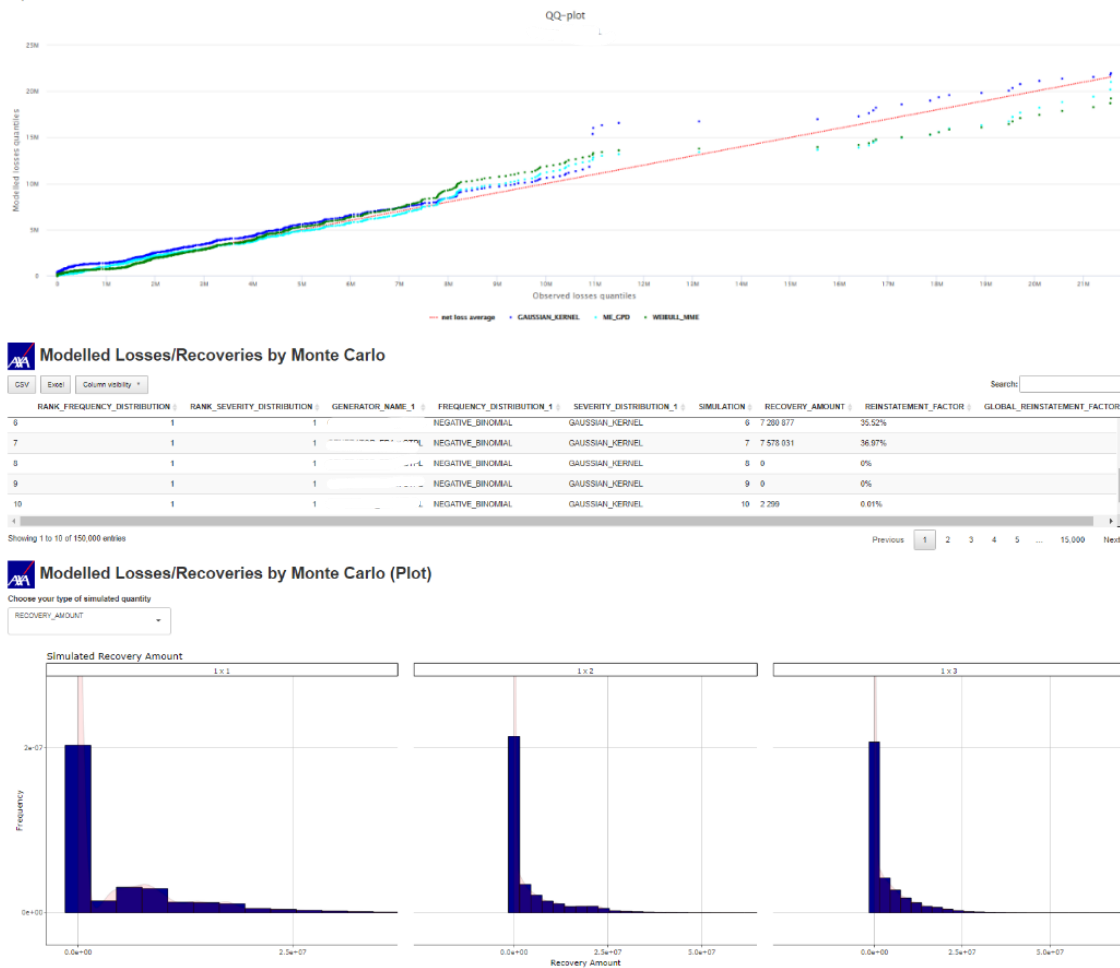 QQ-plot
25M
20M
15M
10M
5M
0
Modelled losses quantiles
0 1M 2M 3M 4M 5M 6M 7M 8M 9M 10M 11M 12M 13M 14M 15M 16M 17M 18M 19M 20M 21M
Observed losses quantiles
net loss average GAUSSIAN_KERNEL ME_GPD WEIBULL_MME
AXA Modelled Losses/Recoveries by Monte Carlo
CSV Excel Column visibility Search:
RANK_FREQUENCY_DISTRIBUTION RANK_SEVERITY_DISTRIBUTION GENERATOR_NAME_1 FREQUENCY_DISTRIBUTION_1 SEVERITY_DISTRIBUTION_1 SIMULATION RECOVERY_AMOUNT REINSTATEMENT_FACTOR GLOBAL_REINSTATEMENT_FACTOR
6 1 1 NEGATIVE_BINOMIAL GAUSSIAN_KERNEL 6 7 280 877 35.52%
7 1 1 NEGATIVE_BINOMIAL GAUSSIAN_KERNEL 7 7 578 031 36.97%
8 1 1 NEGATIVE_BINOMIAL GAUSSIAN_KERNEL 8 0 0%
9 1 1 NEGATIVE_BINOMIAL GAUSSIAN_KERNEL 9 0 0%
10 1 1 L NEGATIVE_BINOMIAL GAUSSIAN_KERNEL 10 2 299 0.01%
Showing 1 to 10 of 150,000 entries Previous 1 2 3 4 5 ... 15,000 Next
AXA Modelled Losses/Recoveries by Monte Carlo (Plot)
Choose your type of simulated quantity
RECOVERY_AMOUNT
Simulated Recovery Amount
1 x 1 1 x 2 1 x 3
2e-07
Frequency
0e+00
0.0e+00 2.5e+07 0.0e+00 2.5e+07 5.0e+07 0.0e+00 2.5e+07 5.0e+07
Recovery Amount